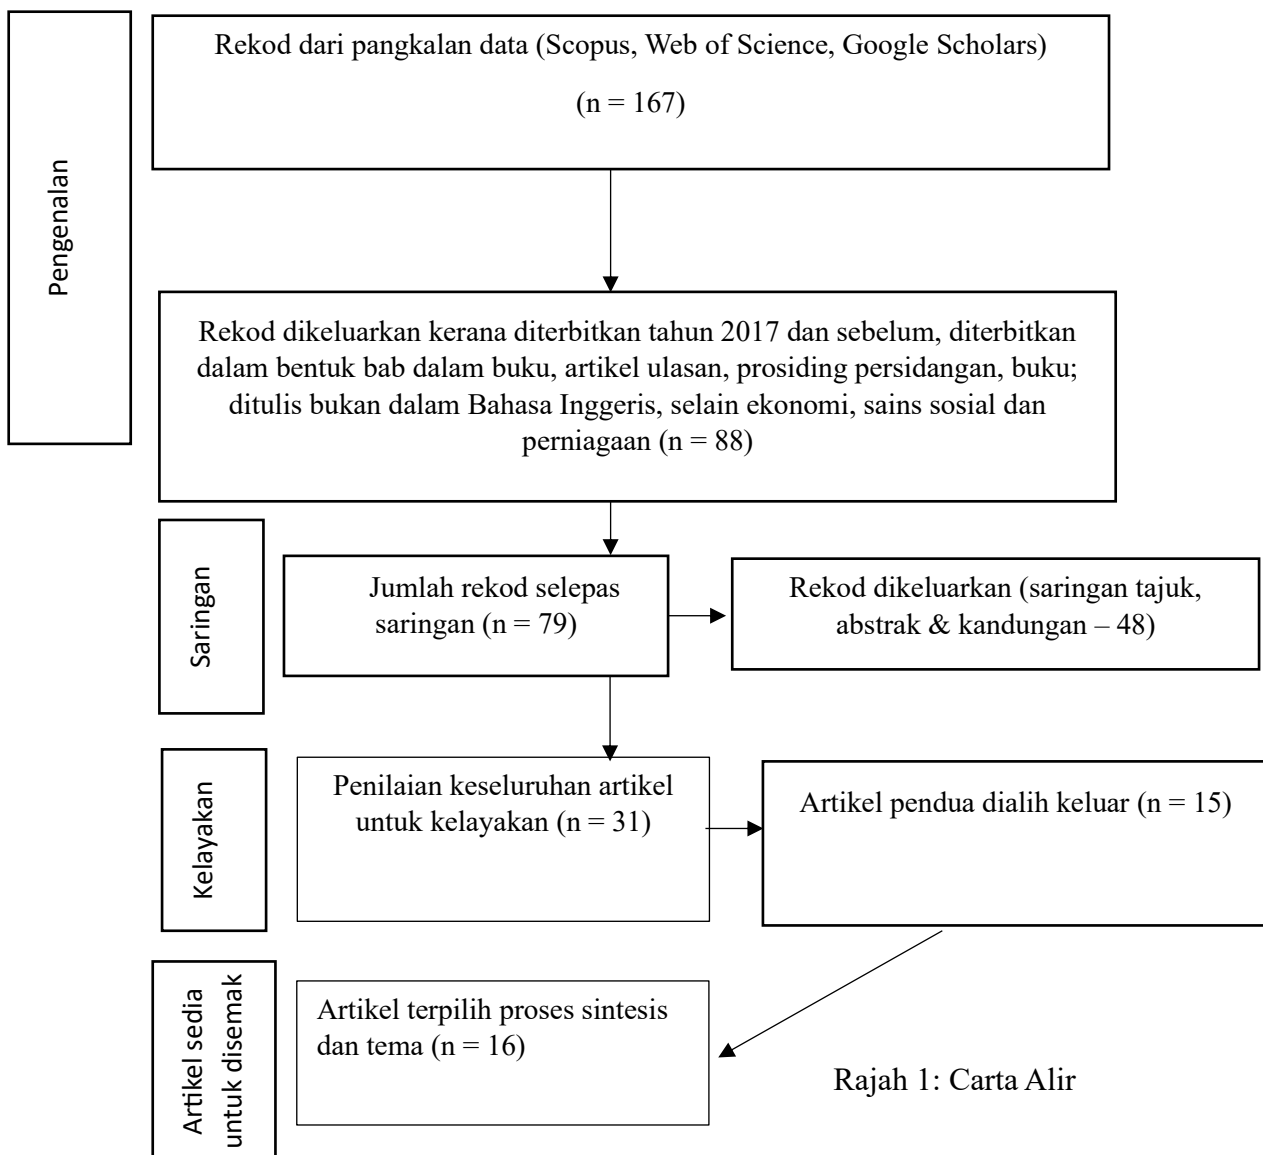 Pengenalan
Rekod dari pangkalan data (Scopus, Web of Science, Google Scholars)
(n = 167)
Rekod dikeluarkan kerana diterbitkan tahun 2017 dan sebelum, diterbitkan
dalam bentuk bab dalam buku, artikel ulasan, prosiding persidangan, buku;
ditulis bukan dalam Bahasa Inggeris, selain ekonomi, sains sosial dan
perniagaan (n = 88)
Saringan
Jumlah rekod selepas
saringan (n = 79)
Rekod dikeluarkan (saringan tajuk,
abstrak & kandungan – 48)
Kelayakan
Penilaian keseluruhan artikel
untuk kelayakan (n = 31)
Artikel pendua dialih keluar (n = 15)
Artikel sedia
untuk disemak
Artikel terpilih proses sintesis
dan tema (n = 16)
Rajah 1: Carta Alir